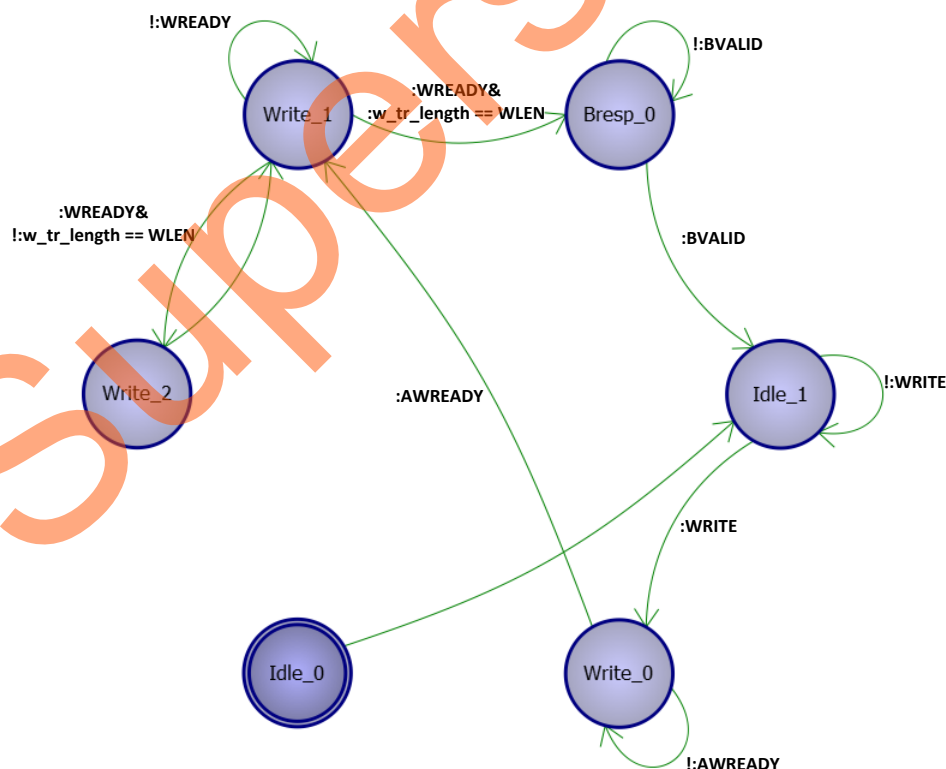 !:WREADY
!:BVALID
:WREADY&
:w_tr_length == WLEN
Write_1
Bresp_0
:WREADY&
!:w_tr_length == WLEN
:BVALID
Write_2
:AWREADY
Idle_1
!:WRITE
:WRITE
Idle_0
Write_0
!:AWREADY
Supers